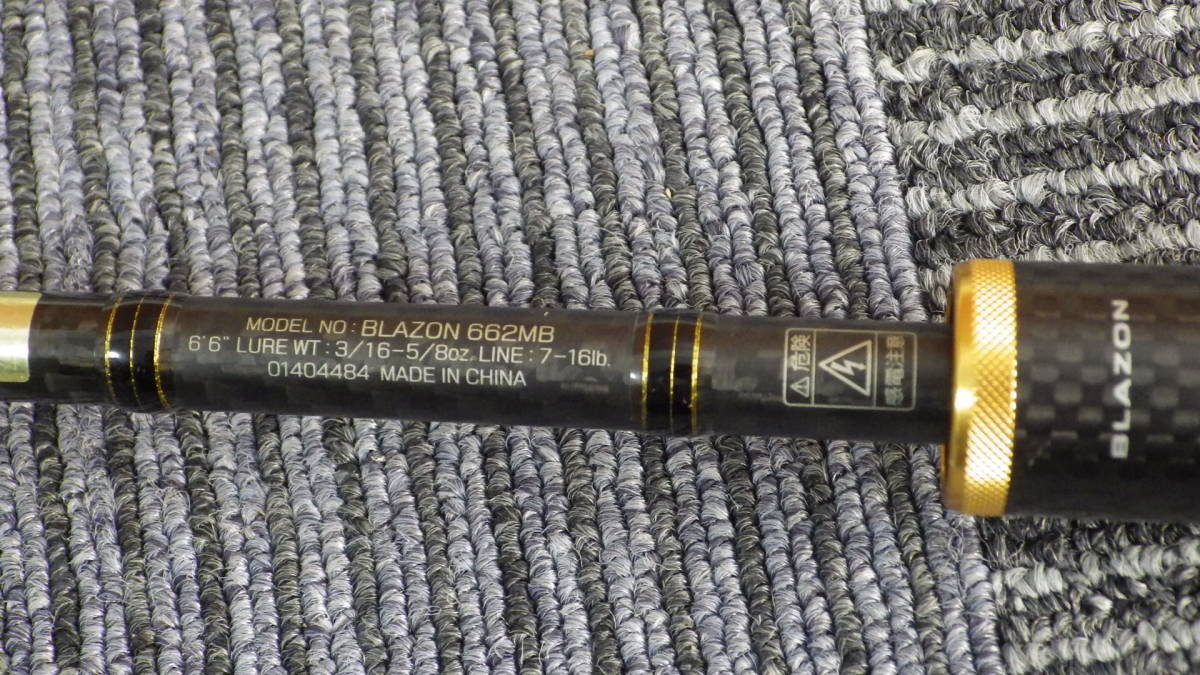 MODEL NO : BLAZON 662MB
6'6" LURE WT : 3/16-5/8oz. LINE : 7-16lb.
01404484 MADE IN CHINA
危険
感電注意
BLAZON